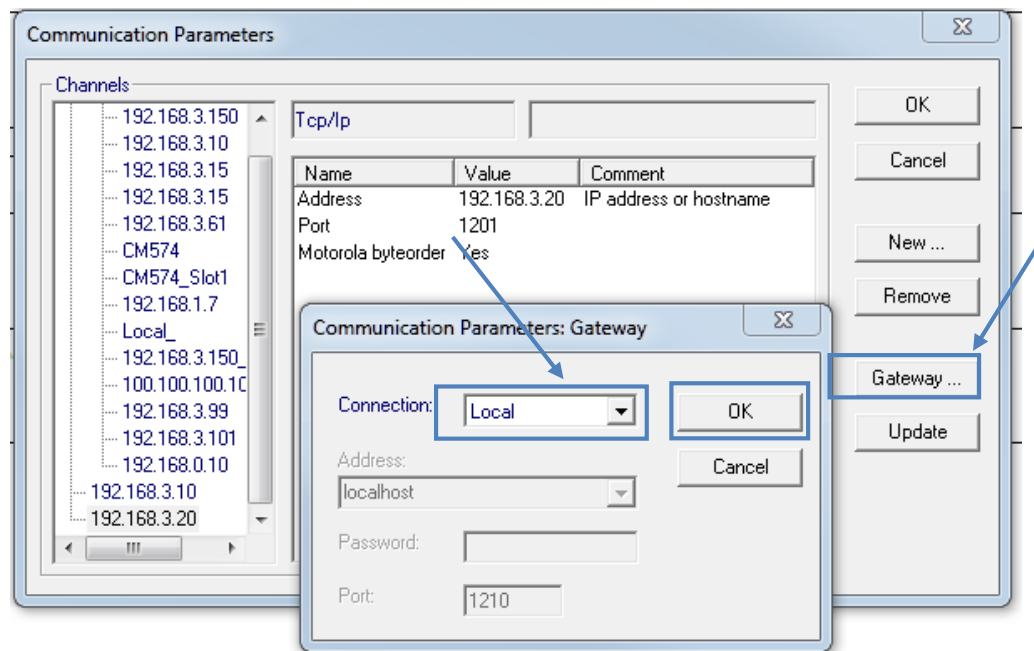 Communication Parameters
Channels
192.168.3.150
192.168.3.10
192.168.3.15
192.168.3.15
192.168.3.61
CM574
CM574_Slot1
192.168.1.7
Local_
192.168.3.150_
100.100.100.10
192.168.3.99
192.168.3.101
192.168.0.10
192.168.3.10
192.168.3.20
Tcp/Ip
Name Value Comment
Address 192.168.3.20 IP address or hostname
Port 1201
Motorola byteorder Yes
OK
Cancel
New ...
Remove
Gateway ...
Update
Communication Parameters: Gateway
Connection: Local
OK
Cancel
Address:
localhost
Password:
Port: 1210